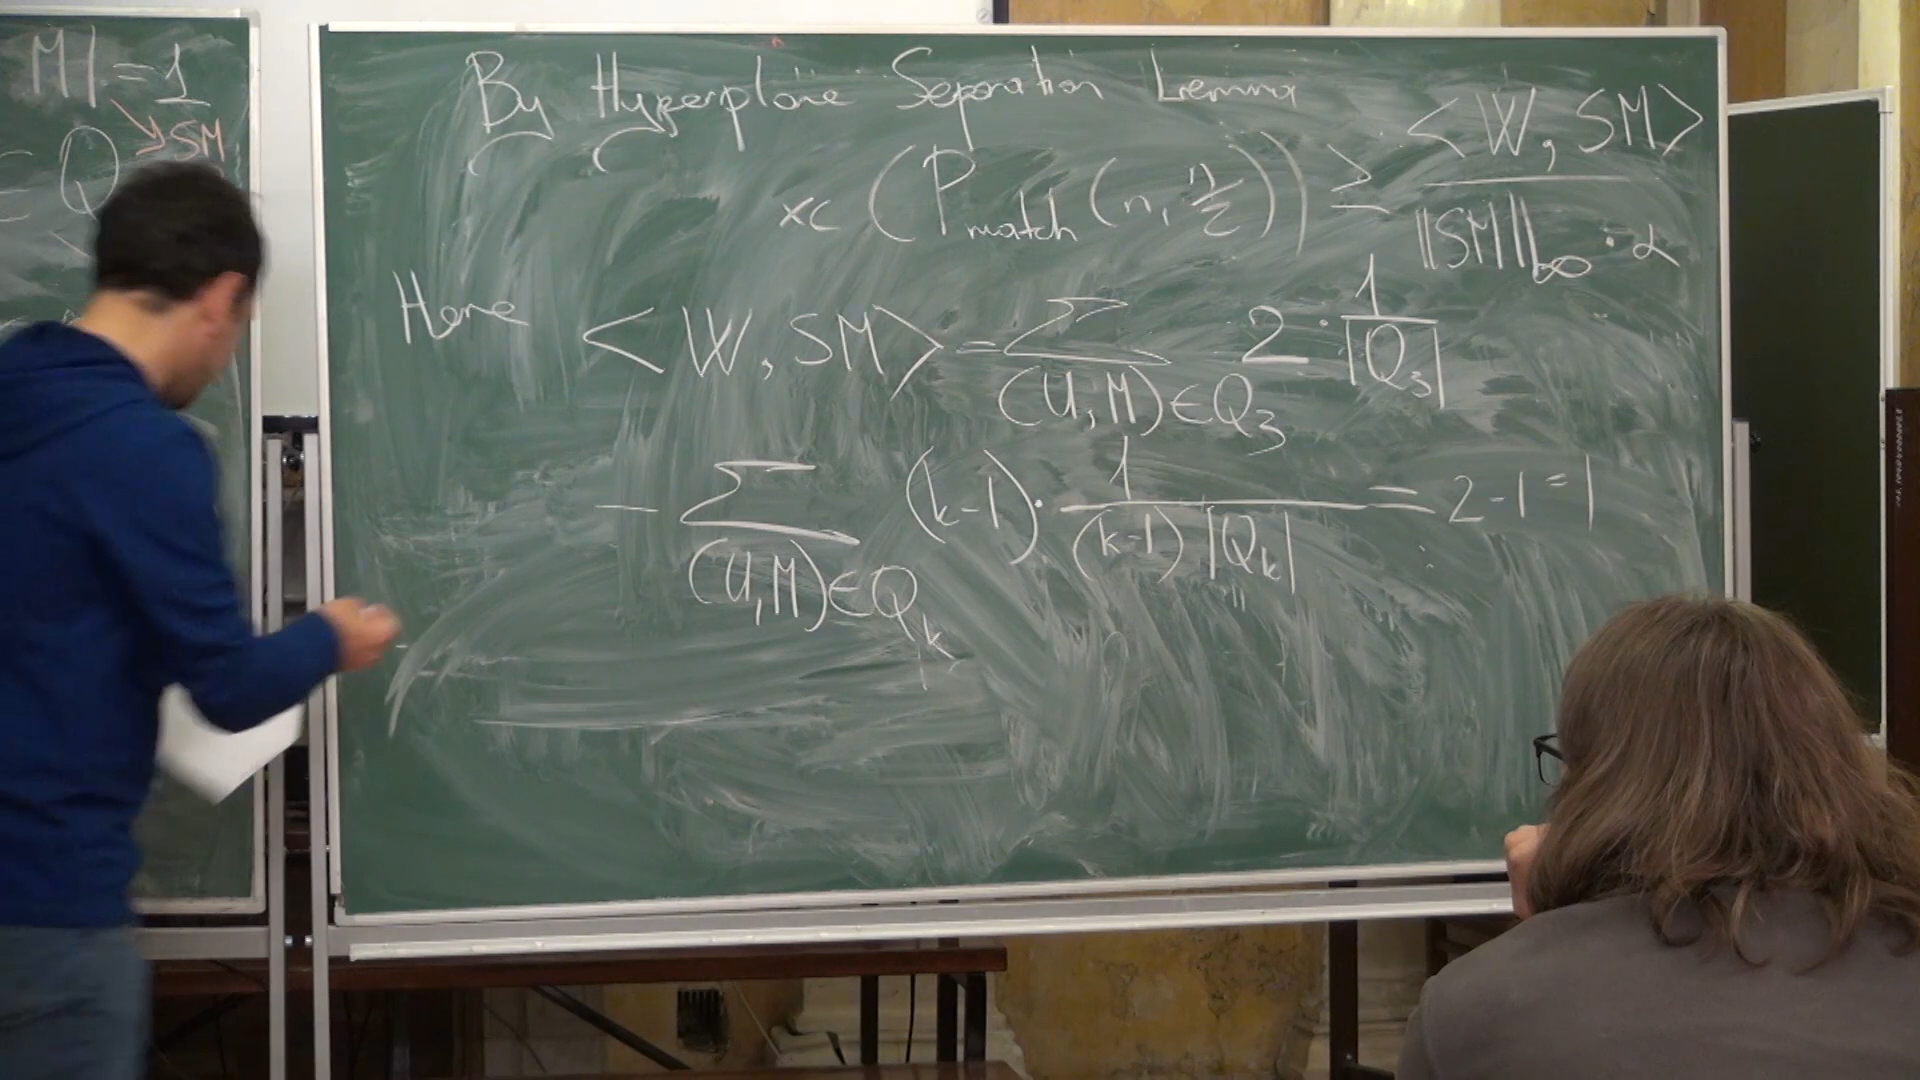 M| = 1
SM
Q
By Hyperplane Separation Lemma
xc (P_match (n, n/2)) ≥ <W, SM> / ||SM||_∞ · α
Here <W, SM> = Σ_{(U,M)∈Q_3} 2 · 1/|Q_3|
- Σ_{(U,M)∈Q_k} (k-1) · 1/((k-1)|Q_k|) = 2-1 = 1